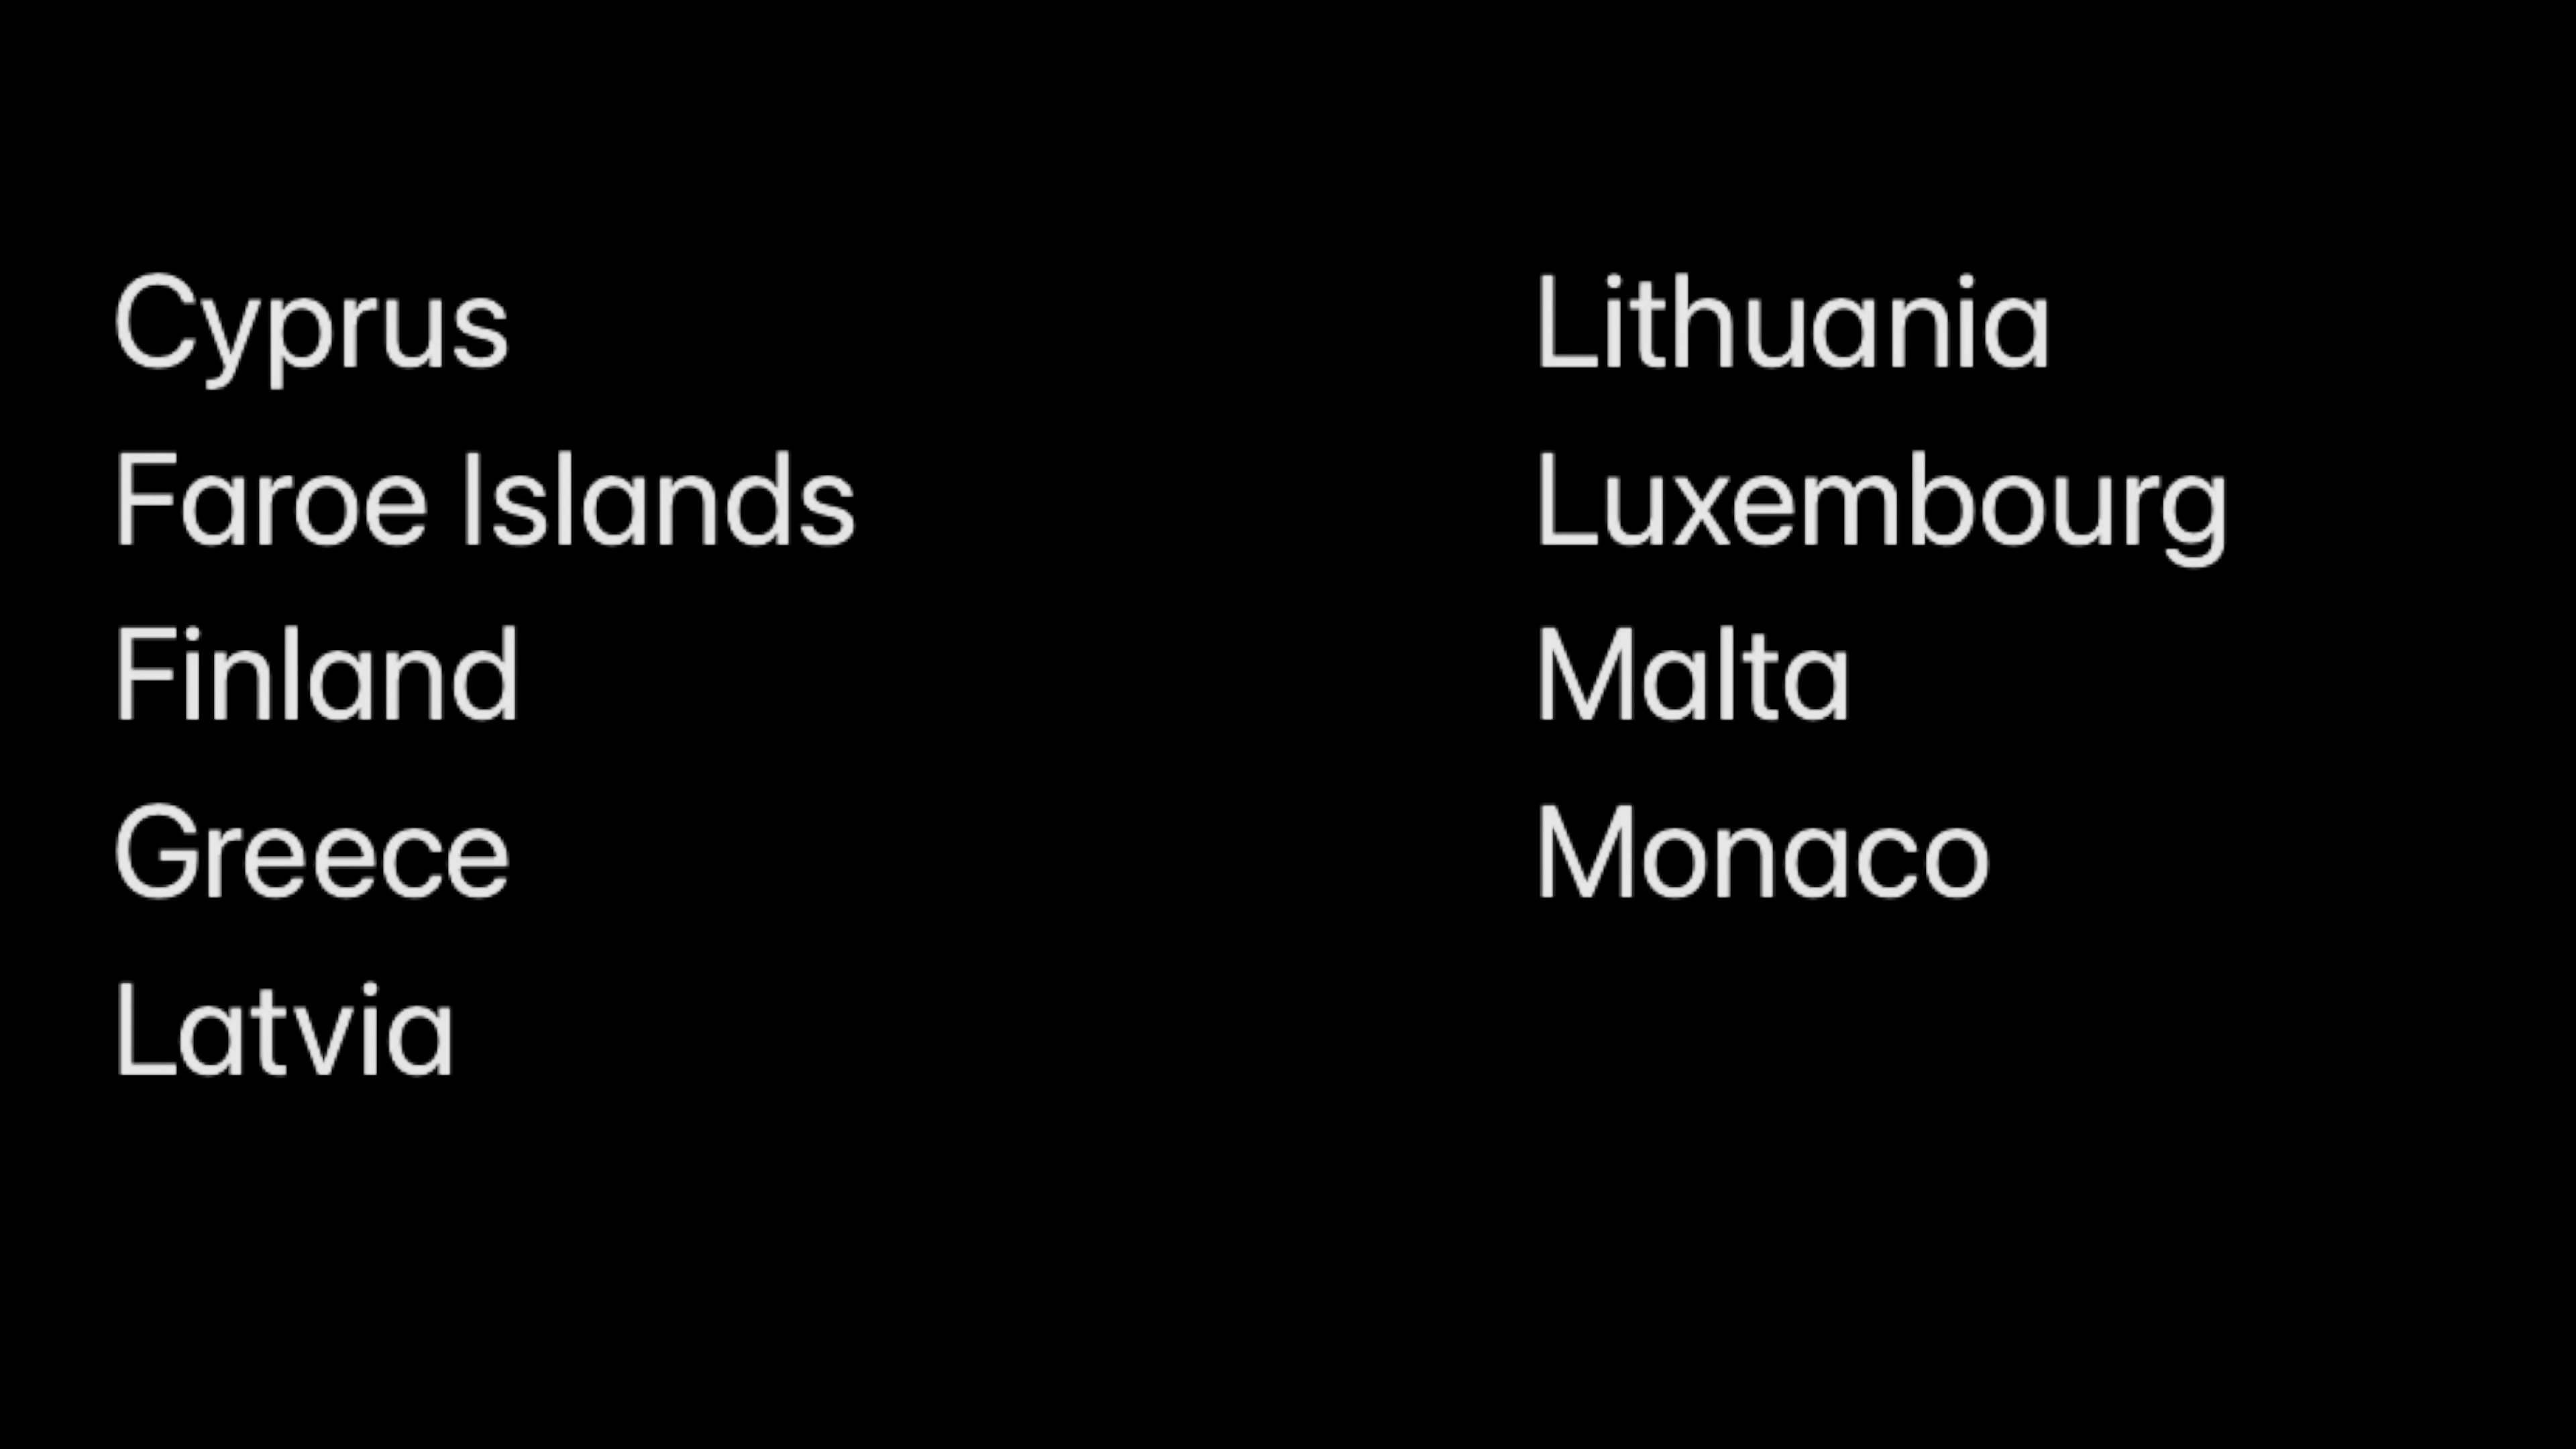 Cyprus
Faroe Islands
Finland
Greece
Latvia
Lithuania
Luxembourg
Malta
Monaco